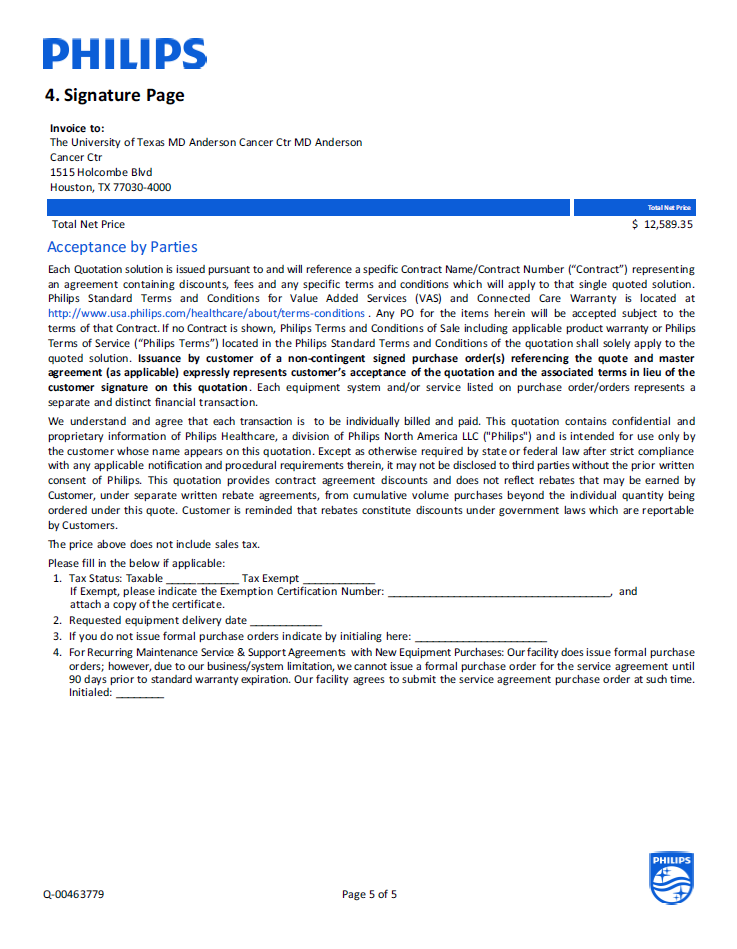 PHILIPS
4. Signature Page
Invoice to:
The University of Texas MD Anderson Cancer Ctr MD Anderson
Cancer Ctr
1515 Holcombe Blvd
Houston, TX 77030-4000
Total Net Price
Total Net Price $ 12,589.35
Acceptance by Parties
Each Quotation solution is issued pursuant to and will reference a specific Contract Name/Contract Number (“Contract”) representing
an agreement containing discounts, fees and any specific terms and conditions which will apply to that single quoted solution.
Philips Standard Terms and Conditions for Value Added Services (VAS) and Connected Care Warranty is located at
http://www.usa.philips.com/healthcare/about/terms-conditions . Any PO for the items herein will be accepted subject to the
terms of that Contract. If no Contract is shown, Philips Terms and Conditions of Sale including applicable product warranty or Philips
Terms of Service (“Philips Terms”) located in the Philips Standard Terms and Conditions of the quotation shall solely apply to the
quoted solution. Issuance by customer of a non-contingent signed purchase order(s) referencing the quote and master
agreement (as applicable) expressly represents customer’s acceptance of the quotation and the associated terms in lieu of the
customer signature on this quotation. Each equipment system and/or service listed on purchase order/orders represents a
separate and distinct financial transaction.
We understand and agree that each transaction is to be individually billed and paid. This quotation contains confidential and
proprietary information of Philips Healthcare, a division of Philips North America LLC ("Philips") and is intended for use only by
the customer whose name appears on this quotation. Except as otherwise required by state or federal law after strict compliance
with any applicable notification and procedural requirements therein, it may not be disclosed to third parties without the prior written
consent of Philips. This quotation provides contract agreement discounts and does not reflect rebates that may be earned by
Customer, under separate written rebate agreements, from cumulative volume purchases beyond the individual quantity being
ordered under this quote. Customer is reminded that rebates constitute discounts under government laws which are reportable
by Customers.
The price above does not include sales tax.
Please fill in the below if applicable:
1. Tax Status: Taxable ____________ Tax Exempt ____________
If Exempt, please indicate the Exemption Certification Number: _____________________________________, and
attach a copy of the certificate.
2. Requested equipment delivery date ____________
3. If you do not issue formal purchase orders indicate by initialing here: ______________________
4. For Recurring Maintenance Service & Support Agreements with New Equipment Purchases: Our facility does issue formal purchase
orders; however, due to our business/system limitation, we cannot issue a formal purchase order for the service agreement until
90 days prior to standard warranty expiration. Our facility agrees to submit the service agreement purchase order at such time.
Initialed: ________
PHILIPS
Q-00463779 Page 5 of 5